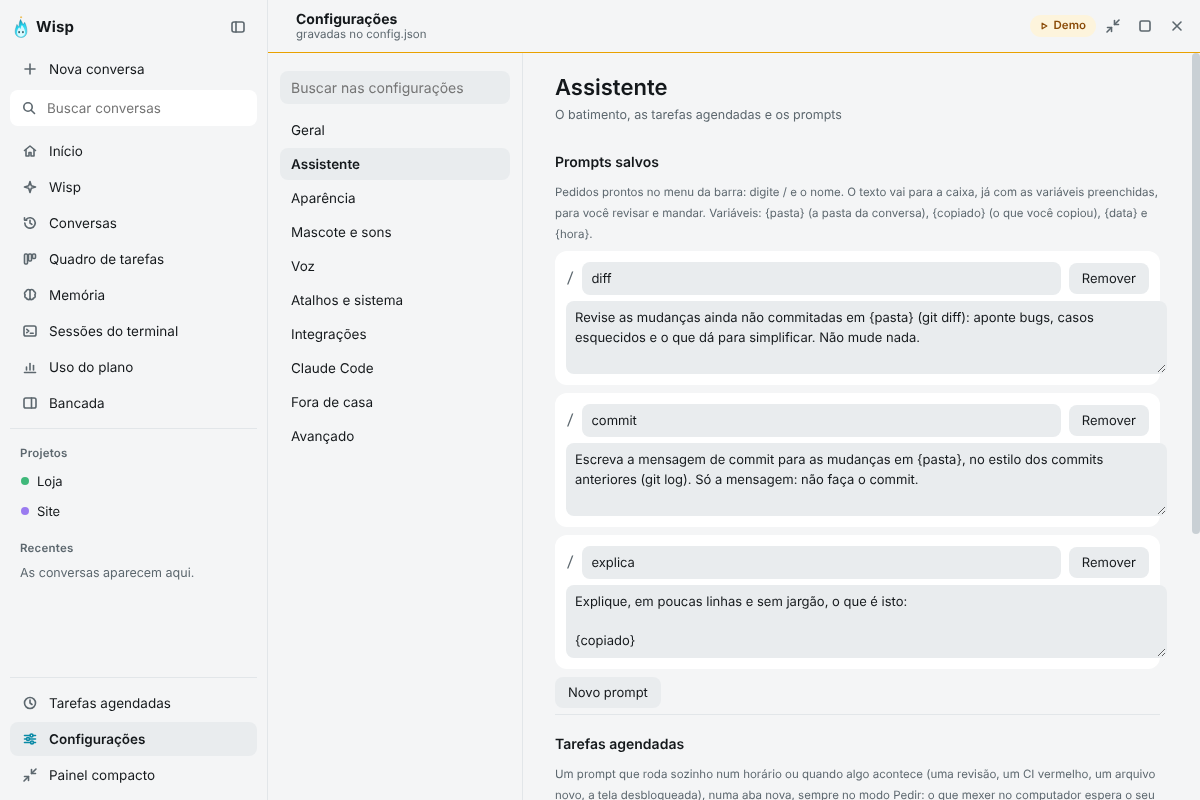 Wisp
Nova conversa
Buscar conversas
Início
Wisp
Conversas
Quadro de tarefas
Memória
Sessões do terminal
Uso do plano
Bancada
Projetos
Loja
Site
Recentes
As conversas aparecem aqui.
Tarefas agendadas
Configurações
Painel compacto
Configurações
gravadas no config.json
Demo
Buscar nas configurações
Geral
Assistente
Aparência
Mascote e sons
Voz
Atalhos e sistema
Integrações
Claude Code
Fora de casa
Avançado
Assistente
O batimento, as tarefas agendadas e os prompts
Prompts salvos
Pedidos prontos no menu da barra: digite / e o nome. O texto vai para a caixa, já com as variáveis preenchidas,
para você revisar e mandar. Variáveis: {pasta} (a pasta da conversa), {copiado} (o que você copiou), {data} e
{hora}.
/ diff Remover
Revise as mudanças ainda não commitadas em {pasta} (git diff): aponte bugs, casos
esquecidos e o que dá para simplificar. Não mude nada.
/ commit Remover
Escreva a mensagem de commit para as mudanças em {pasta}, no estilo dos commits
anteriores (git log). Só a mensagem: não faça o commit.
/ explica Remover
Explique, em poucas linhas e sem jargão, o que é isto:
{copiado}
Novo prompt
Tarefas agendadas
Um prompt que roda sozinho num horário ou quando algo acontece (uma revisão, um CI vermelho, um arquivo
novo, a tela desbloqueada), numa aba nova, sempre no modo Pedir: o que mexer no computador espera o seu